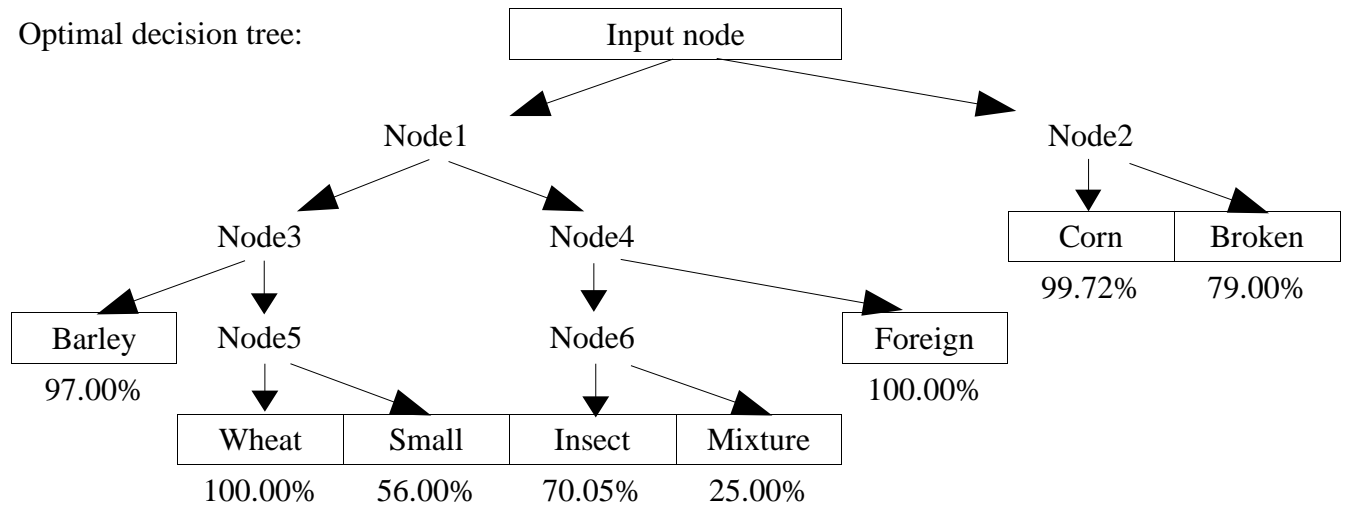 Optimal decision tree:
Input node
Node1
Node2
Node3
Node4
Corn
Broken
99.72%
79.00%
Barley
Node5
Node6
Foreign
97.00%
100.00%
Wheat
Small
Insect
Mixture
100.00%
56.00%
70.05%
25.00%